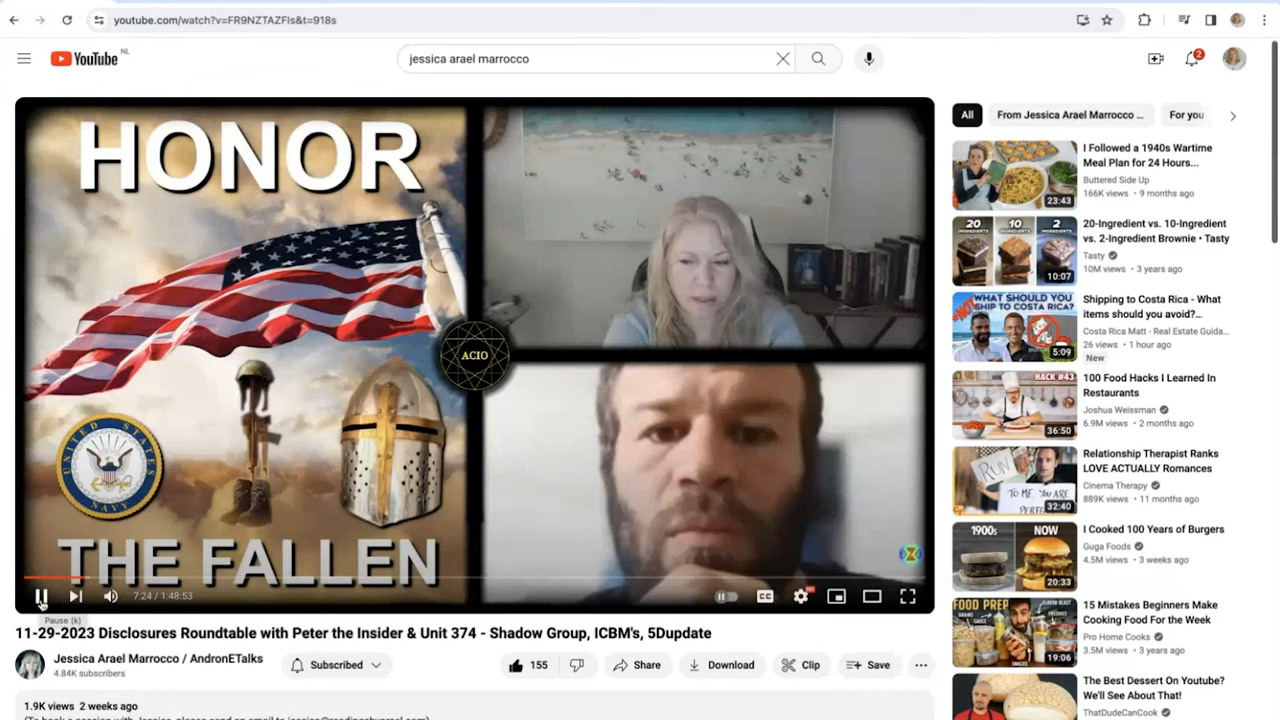 youtube.com/watch?v=FR9NZTAZFIs&t=918s
YouTube NL
jessica arael marrocco
2
HONOR
ACIO
UNITED STATES
NAVY
THE FALLEN
7:24 / 1:48:53
Pause (k)
11-29-2023 Disclosures Roundtable with Peter the Insider & Unit 374 - Shadow Group, ICBM's, 5Dupdate
Jessica Arael Marrocco / AndronETalks
4.84K subscribers
Subscribed
155
Share
Download
Clip
Save
1.9K views 2 weeks ago
All
From Jessica Arael Marrocco ...
For you
I Followed a 1940s Wartime
Meal Plan for 24 Hours...
Buttered Side Up
166K views • 9 months ago
23:43
20 10 2
20-Ingredient vs. 10-Ingredient
vs. 2-Ingredient Brownie • Tasty
Tasty
10M views • 3 years ago
10:07
WHAT SHOULD YOU
SHIP TO COSTA RICA?
Shipping to Costa Rica - What
items should you avoid?...
Costa Rica Matt - Real Estate Guida...
26 views • 1 hour ago
New
5:09
HACK #43
100 Food Hacks I Learned In
Restaurants
Joshua Weissman
6.9M views • 2 months ago
36:50
RUN
TO ME, YOU ARE
Relationship Therapist Ranks
LOVE ACTUALLY Romances
Cinema Therapy
889K views • 11 months ago
32:40
1900s NOW
I Cooked 100 Years of Burgers
Guga Foods
4.5M views • 3 weeks ago
20:33
FOOD PREP
15 Mistakes Beginners Make
Cooking Food For the Week
Pro Home Cooks
3.5M views • 3 years ago
19:06
The Best Dessert On Youtube?
We'll See About That!
ThatDudeCanCook